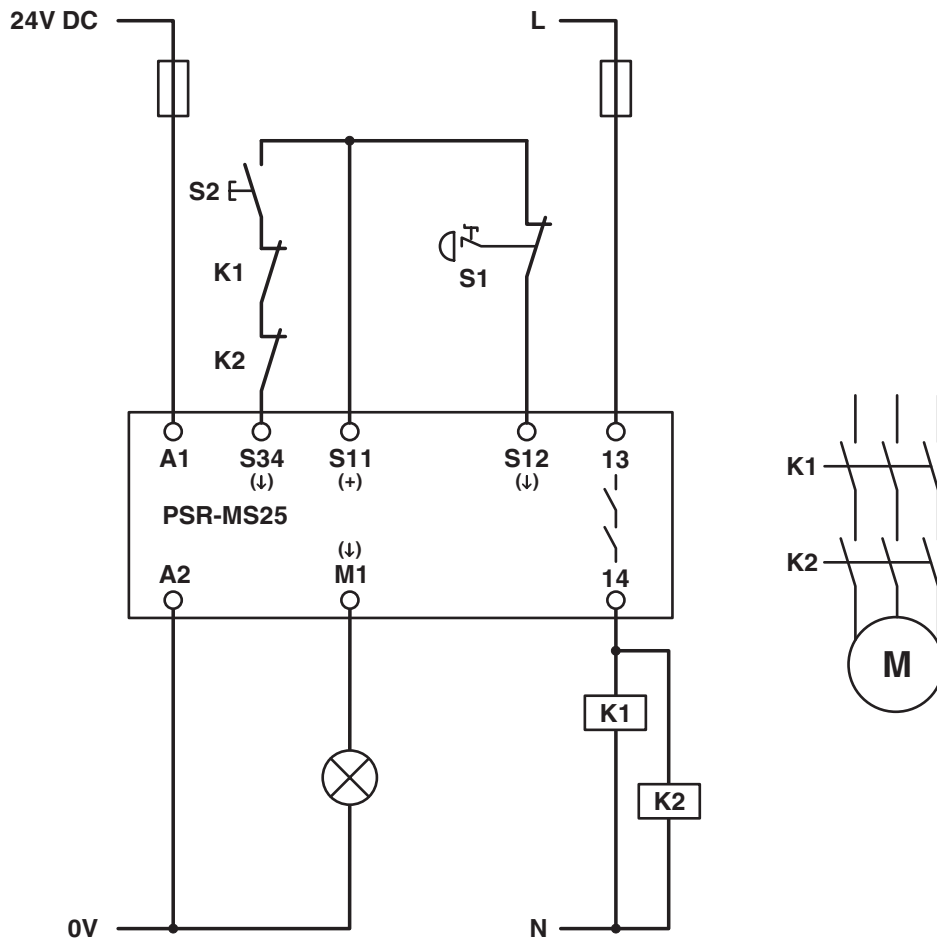 24V DC
L
S2
K1
S1
K2
A1
S34
S11
S12
13
(↓)
(+)
(↓)
PSR-MS25
K1
(↓)
K2
A2
M1
14
M
K1
K2
0V
N